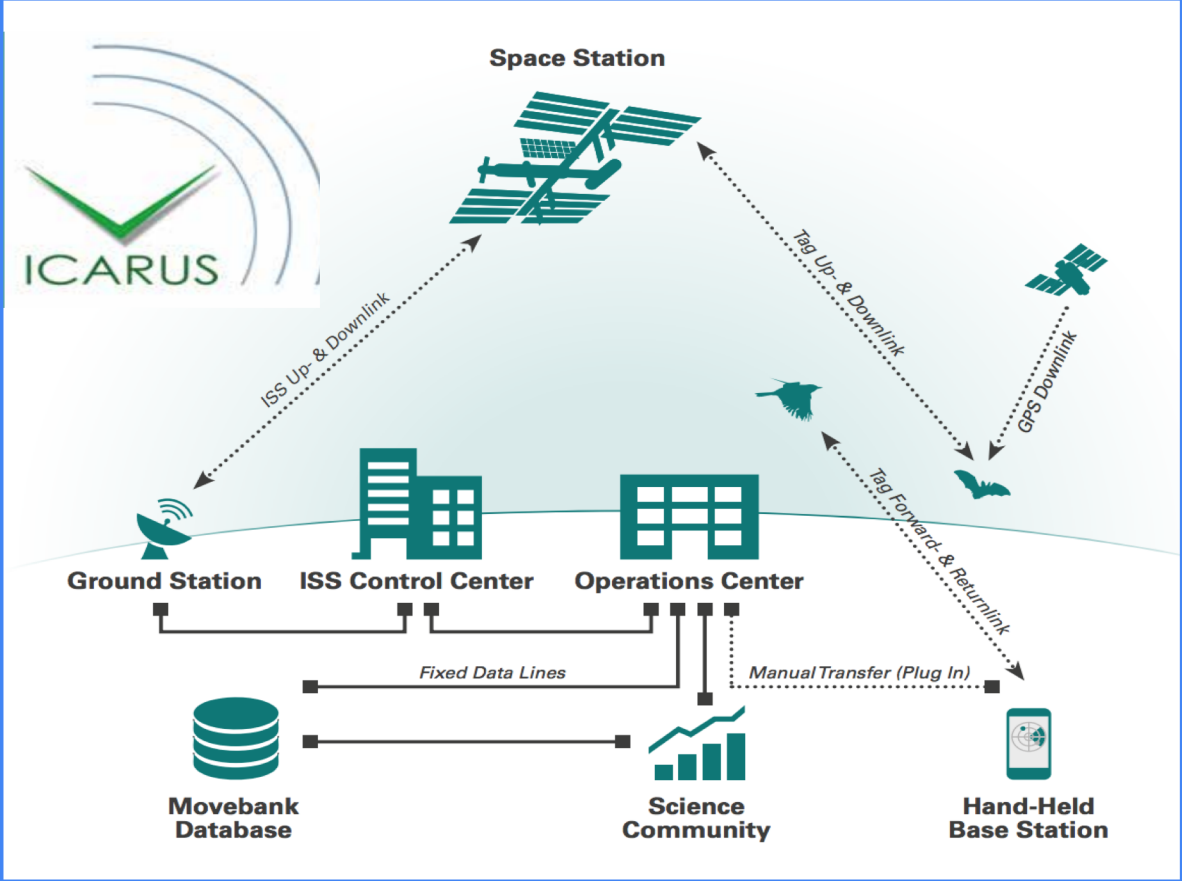 Space Station
ICARUS
ISS Up- & Downlink
Tag Up- & Downlink
GPS Downlink
Tag Forward- & Returnlink
Ground Station
ISS Control Center
Operations Center
Fixed Data Lines
Manual Transfer (Plug In)
Movebank
Database
Science
Community
Hand-Held
Base Station